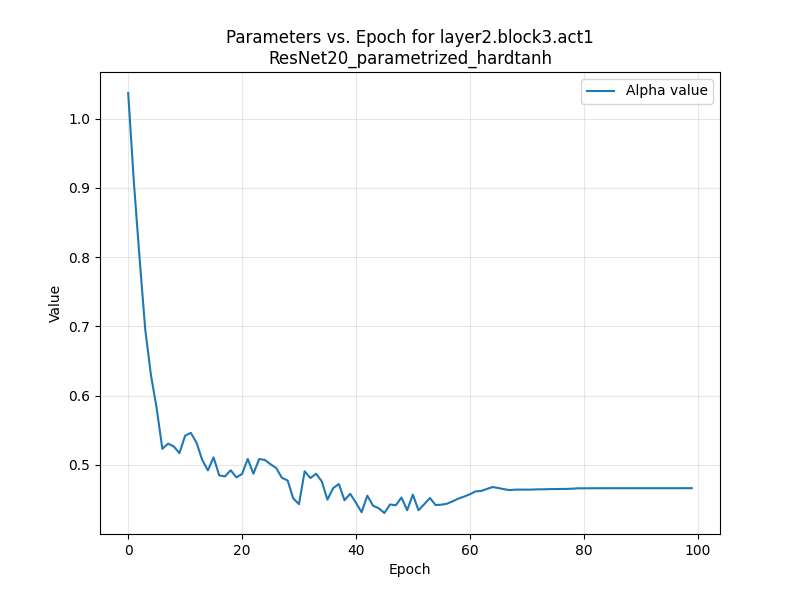 Parameters vs. Epoch for layer2.block3.act1
ResNet20_parametrized_hardtanh
Alpha value
1.0
0.9
0.8
0.7
0.6
0.5
Value
0 20 40 60 80 100
Epoch